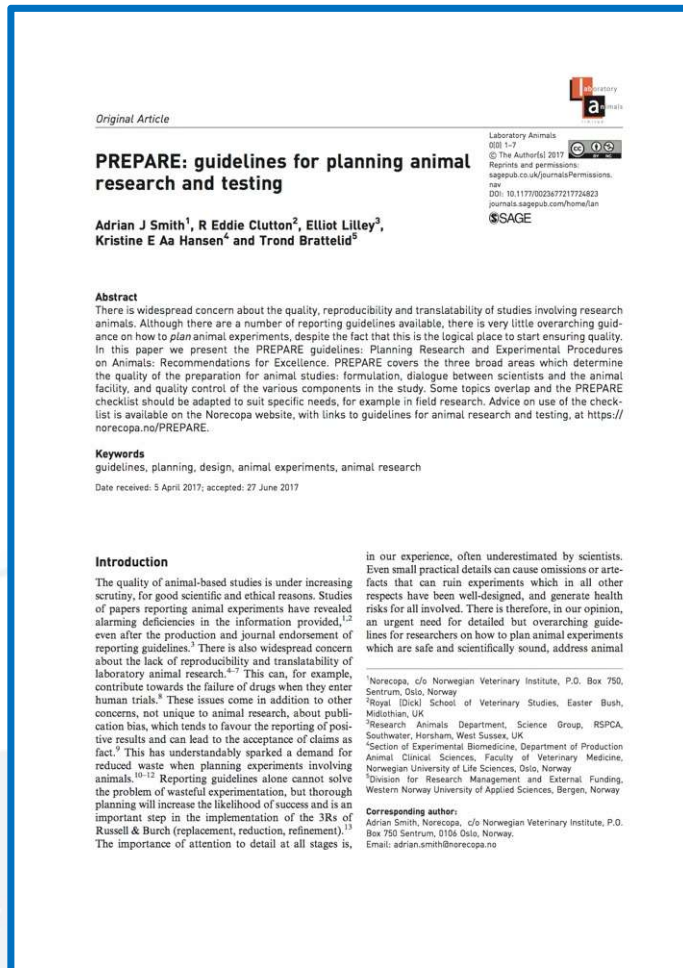 laboratory
animals
limited
Original Article
PREPARE: guidelines for planning animal
research and testing
Laboratory Animals
0(0) 1–7
© The Author(s) 2017
Reprints and permissions:
sagepub.co.uk/journalsPermissions.
nav
DOI: 10.1177/0023677217724823
journals.sagepub.com/home/lan
SAGE
Adrian J Smith1, R Eddie Clutton2, Elliot Lilley3,
Kristine E Aa Hansen4 and Trond Brattelid5
Abstract
There is widespread concern about the quality, reproducibility and translatability of studies involving research
animals. Although there are a number of reporting guidelines available, there is very little overarching guid-
ance on how to plan animal experiments, despite the fact that this is the logical place to start ensuring quality.
In this paper we present the PREPARE guidelines: Planning Research and Experimental Procedures
on Animals: Recommendations for Excellence. PREPARE covers the three broad areas which determine
the quality of the preparation for animal studies: formulation, dialogue between scientists and the animal
facility, and quality control of the various components in the study. Some topics overlap and the PREPARE
checklist should be adapted to suit specific needs, for example in field research. Advice on use of the check-
list is available on the Norecopa website, with links to guidelines for animal research and testing, at https://
norecopa.no/PREPARE.
Keywords
guidelines, planning, design, animal experiments, animal research
Date received: 5 April 2017; accepted: 27 June 2017
Introduction
The quality of animal-based studies is under increasing
scrutiny, for good scientific and ethical reasons. Studies
of papers reporting animal experiments have revealed
alarming deficiencies in the information provided,1,2
even after the production and journal endorsement of
reporting guidelines.3 There is also widespread concern
about the lack of reproducibility and translatability of
laboratory animal research.4–7 This can, for example,
contribute towards the failure of drugs when they enter
human trials.8 These issues come in addition to other
concerns, not unique to animal research, about publi-
cation bias, which tends to favour the reporting of posi-
tive results and can lead to the acceptance of claims as
fact.9 This has understandably sparked a demand for
reduced waste when planning experiments involving
animals.10–12 Reporting guidelines alone cannot solve
the problem of wasteful experimentation, but thorough
planning will increase the likelihood of success and is an
important step in the implementation of the 3Rs of
Russell & Burch (replacement, reduction, refinement).13
The importance of attention to detail at all stages is,
in our experience, often underestimated by scientists.
Even small practical details can cause omissions or arte-
facts that can ruin experiments which in all other
respects have been well-designed, and generate health
risks for all involved. There is therefore, in our opinion,
an urgent need for detailed but overarching guide-
lines for researchers on how to plan animal experiments
which are safe and scientifically sound, address animal
1Norecopa, c/o Norwegian Veterinary Institute, P.O. Box 750,
Sentrum, Oslo, Norway
2Royal (Dick) School of Veterinary Studies, Easter Bush,
Midlothian, UK
3Research Animals Department, Science Group, RSPCA,
Southwater, Horsham, West Sussex, UK
4Section of Experimental Biomedicine, Department of Production
Animal Clinical Sciences, Faculty of Veterinary Medicine,
Norwegian University of Life Sciences, Oslo, Norway
5Division for Research Management and External Funding,
Western Norway University of Applied Sciences, Bergen, Norway
Corresponding author:
Adrian Smith, Norecopa, c/o Norwegian Veterinary Institute, P.O.
Box 750 Sentrum, 0106 Oslo, Norway.
Email: adrian.smith@norecopa.no